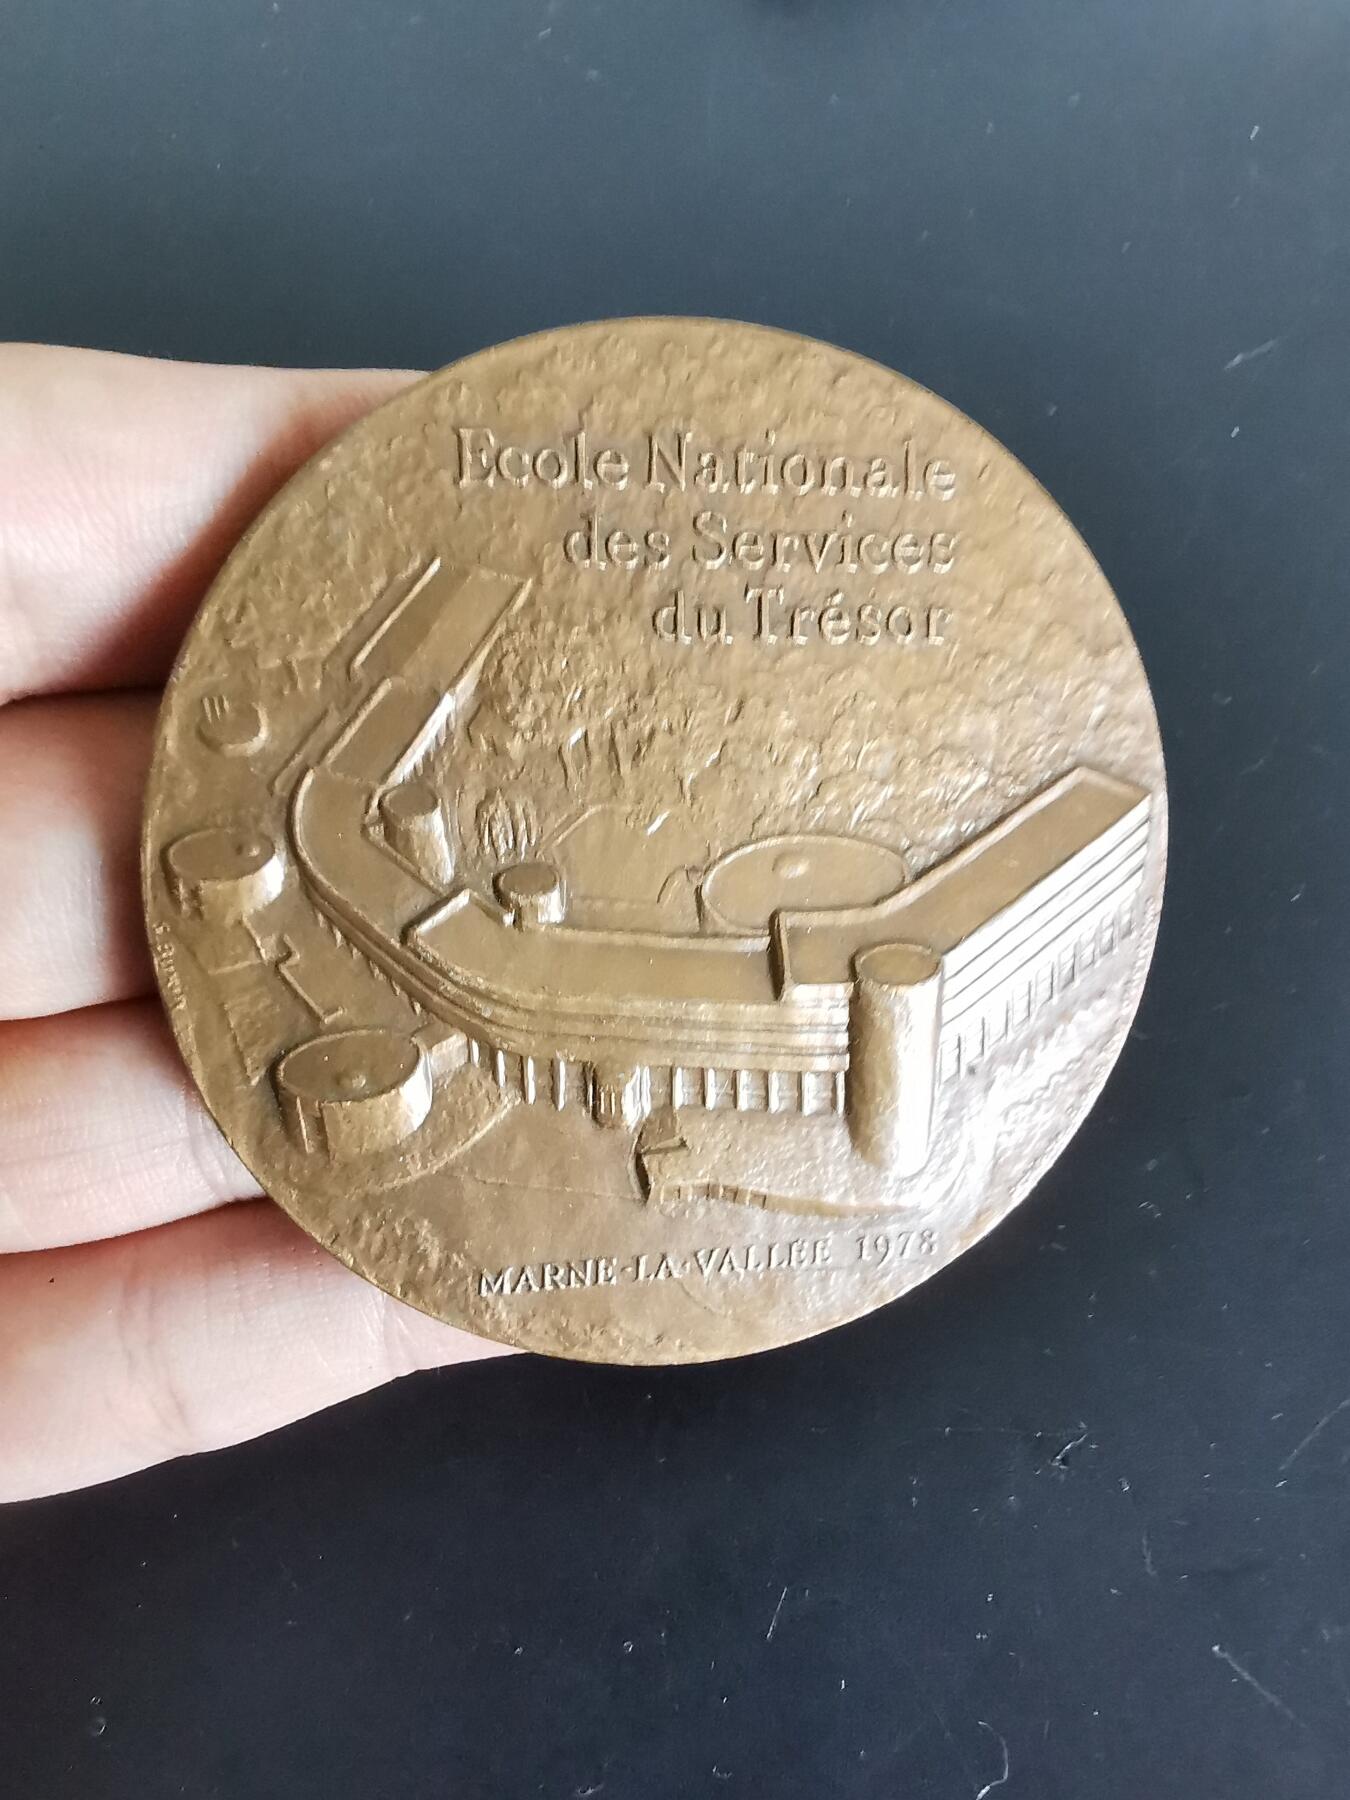 Ecole Nationale
des Services
du Trésor
MARNE-LA-VALLÉE 1978